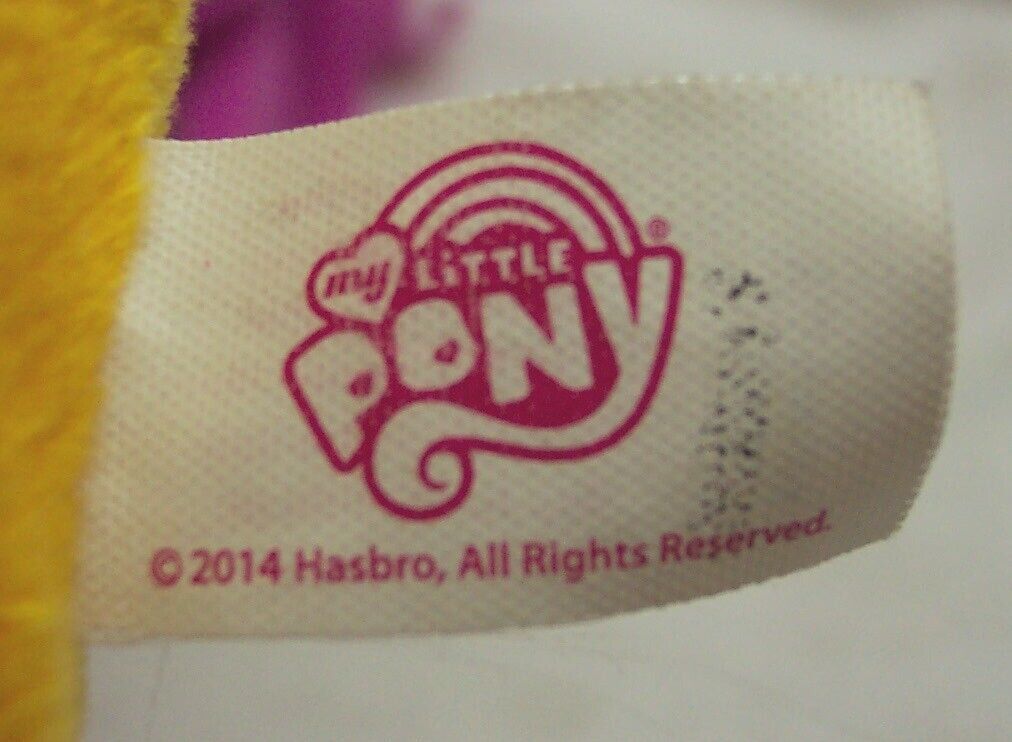 my LiTTLE
PONY ®
© 2014 Hasbro, All Rights Reserved.